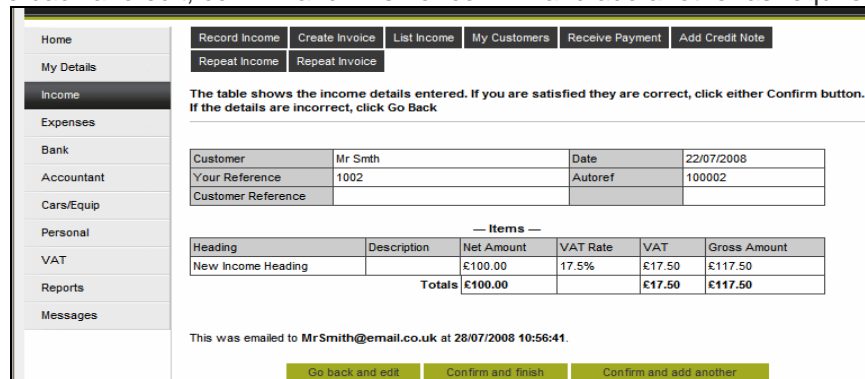 Home
My Details
Income
Expenses
Bank
Accountant
Cars/Equip
Personal
VAT
Reports
Messages
Record Income Create Invoice List Income My Customers Receive Payment Add Credit Note
Repeat Income Repeat Invoice
The table shows the income details entered. If you are satisfied they are correct, click either Confirm button.
If the details are incorrect, click Go Back
Customer Mr Smth Date 22/07/2008
Your Reference 1002 Autoref 100002
Customer Reference
— Items —
Heading Description Net Amount VAT Rate VAT Gross Amount
New Income Heading £100.00 17.5% £17.50 £117.50
Totals £100.00 £17.50 £117.50
This was emailed to MrSmith@email.co.uk at 28/07/2008 10:56:41.
Go back and edit Confirm and finish Confirm and add another